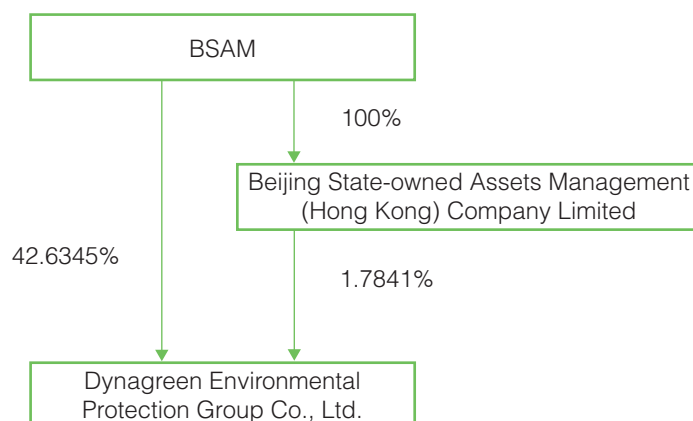 BSAM
100%
Beijing State-owned Assets Management
(Hong Kong) Company Limited
42.6345%
1.7841%
Dynagreen Environmental
Protection Group Co., Ltd.